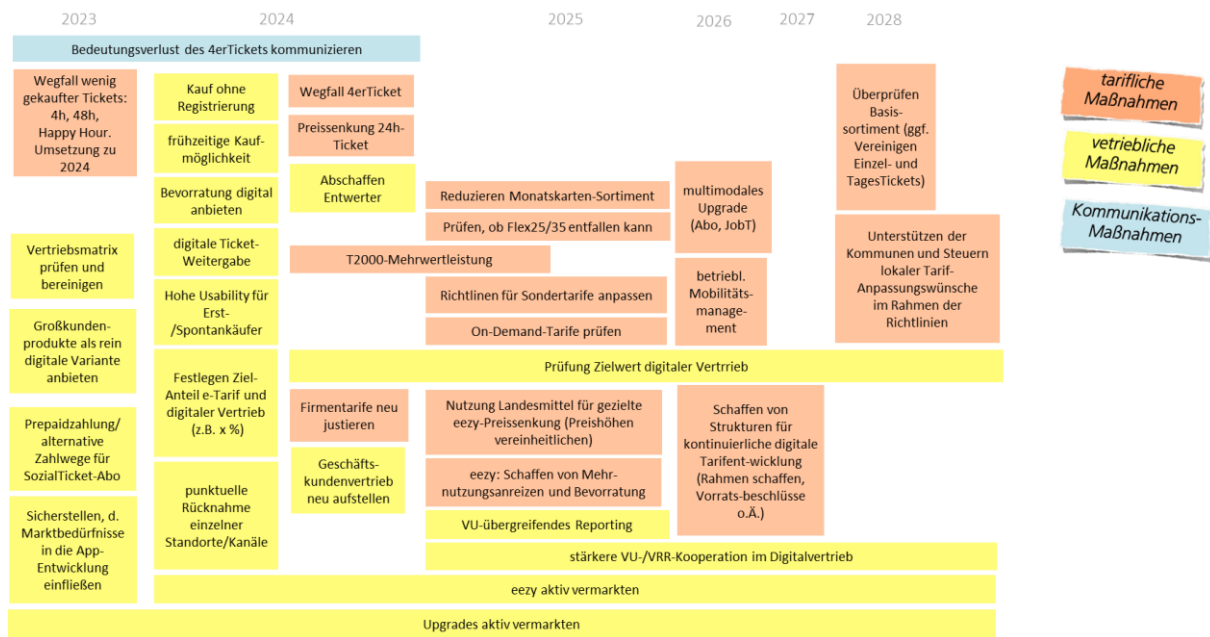 2023
2024
2025
2026
2027
2028
Bedeutungsverlust des 4erTickets kommunizieren
Wegfall wenig
gekaufter Tickets:
4h, 48h,
Happy Hour.
Umsetzung zu
2024
Vertriebsmatrix
prüfen und
bereinigen
Großkunden-
produkte als rein
digitale Variante
anbieten
Prepaidzahlung/
alternative
Zahlwege für
SozialTicket-Abo
Sicherstellen, d.
Marktbedürfnisse
in die App-
Entwicklung
einfließen
Kauf ohne
Registrierung
frühzeitige Kauf-
möglichkeit
Bevorratung digital
anbieten
digitale Ticket-
Weitergabe
Hohe Usability für
Erst-
/Spontankäufer
Festlegen Ziel-
Anteil e-Tarif und
digitaler Vertrieb
(z.B. x %)
punktuelle
Rücknahme
einzelner
Standorte/Kanäle
Wegfall 4erTicket
Preissenkung 24h-
Ticket
Abschaffen
Entwerter
T2000-Mehrwertleistung
Firmentarife neu
justieren
Geschäfts-
kundenvertrieb
neu aufstellen
Reduzieren Monatskarten-Sortiment
Prüfen, ob Flex25/35 entfallen kann
Richtlinen für Sondertarife anpassen
On-Demand-Tarife prüfen
Prüfung Zielwert digitaler Vertrrieb
Nutzung Landesmittel für gezielte
eezy-Preissenkung (Preishöhen
vereinheitlichen)
eezy: Schaffen von Mehr-
nutzungsanreizen und Bevorratung
VU-übergreifendes Reporting
multimodales
Upgrade
(Abo, JobT)
betriebl.
Mobilitäts-
manage-
ment
Schaffen von
Strukturen für
kontinuierliche digitale
Tarifent-wicklung
(Rahmen schaffen,
Vorrats-beschlüsse
o.Ä.)
Überprüfen
Basis-
sortiment (ggf.
Vereinigen
Einzel- und
TagesTickets)
Unterstützen der
Kommunen und Steuern
lokaler Tarif-
Anpassungswünsche
im Rahmen der
Richtlinien
stärkere VU-/VRR-Kooperation im Digitalvertrieb
eezy aktiv vermarkten
Upgrades aktiv vermarkten
tarifliche
Maßnahmen
vetriebliche
Maßnahmen
Kommunikations-
Maßnahmen